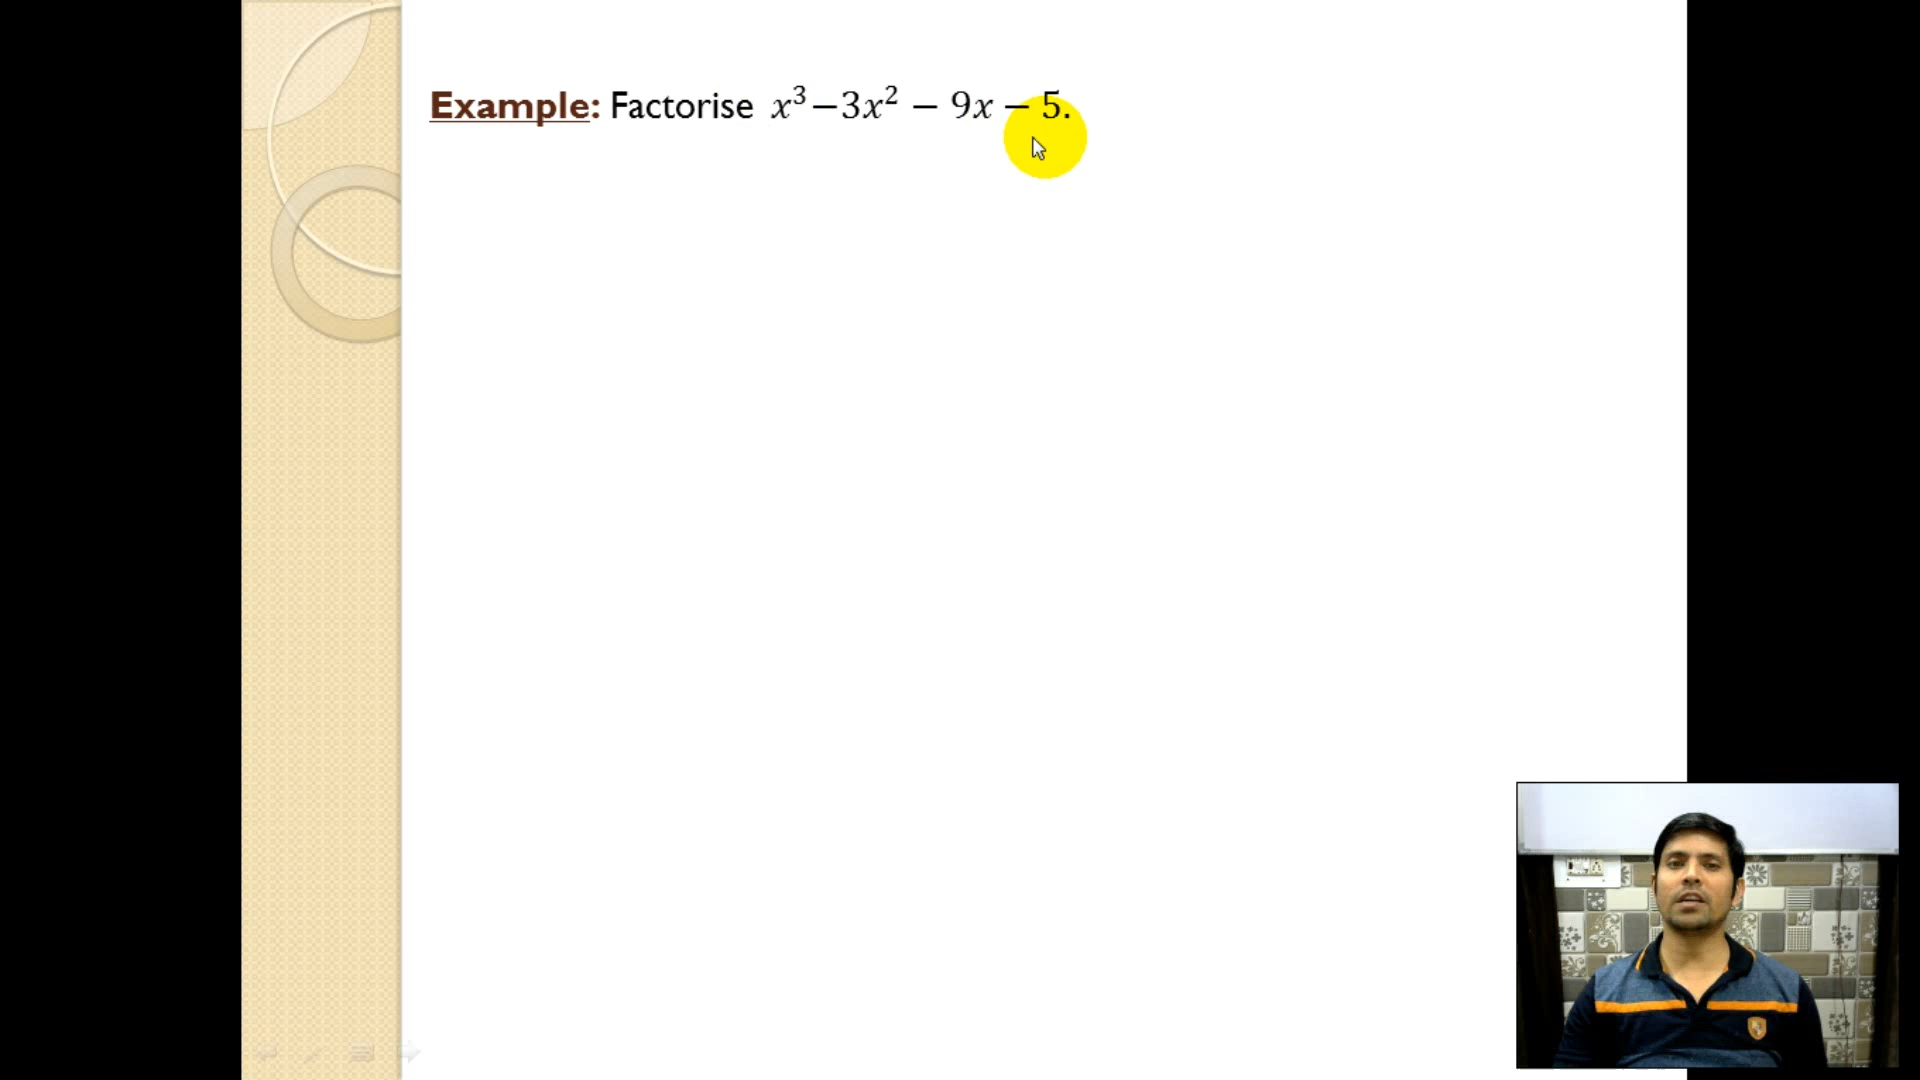 Example: Factorise x³−3x² − 9x − 5.